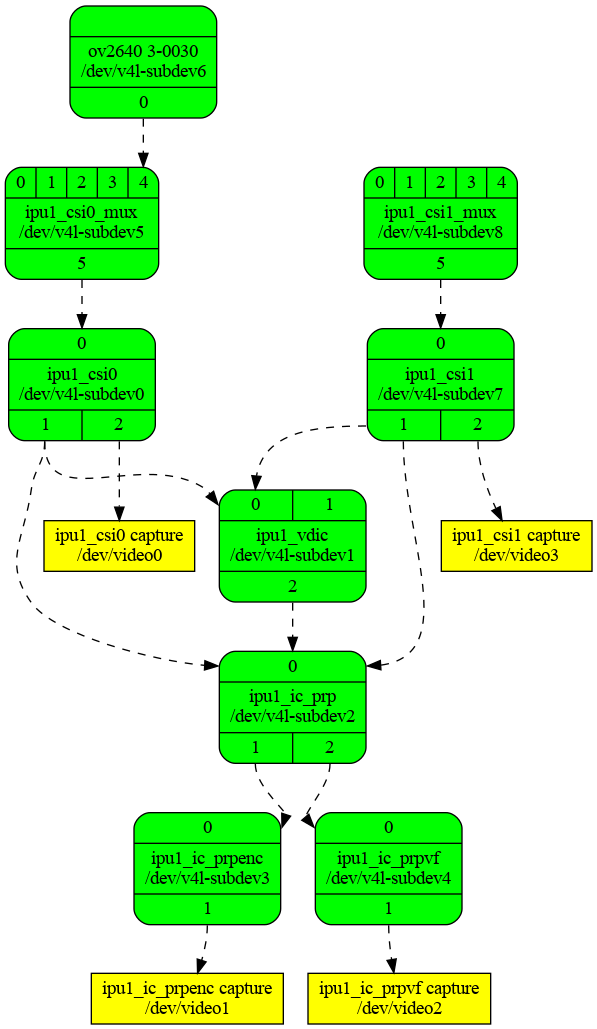 ov2640 3-0030
/dev/v4l-subdev6
0
0 1 2 3 4
ipu1_csi0_mux
/dev/v4l-subdev5
5
0 1 2 3 4
ipu1_csi1_mux
/dev/v4l-subdev8
5
0
ipu1_csi0
/dev/v4l-subdev0
1 2
0
ipu1_csi1
/dev/v4l-subdev7
1 2
ipu1_csi0 capture
/dev/video0
0 1
ipu1_vdic
/dev/v4l-subdev1
2
ipu1_csi1 capture
/dev/video3
0
ipu1_ic_prp
/dev/v4l-subdev2
1 2
0
ipu1_ic_prpenc
/dev/v4l-subdev3
1
0
ipu1_ic_prpvf
/dev/v4l-subdev4
1
ipu1_ic_prpenc capture
/dev/video1
ipu1_ic_prpvf capture
/dev/video2